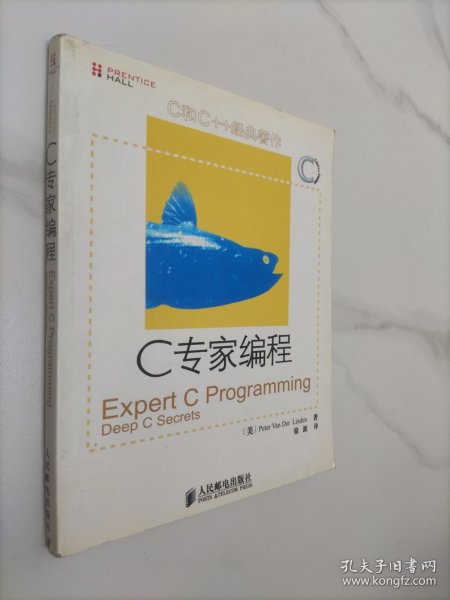 PRENTICE
HALL
C和C++经典著作
C专家编程
Expert C Programming
Deep C Secrets
〔美〕Peter Van Der Linden 著
徐波 译
人民邮电出版社
POSTS & TELECOM PRESS
C专家编程
Expert C Programming
人民邮电出版社
孔夫子旧书网
www.kongfz.com